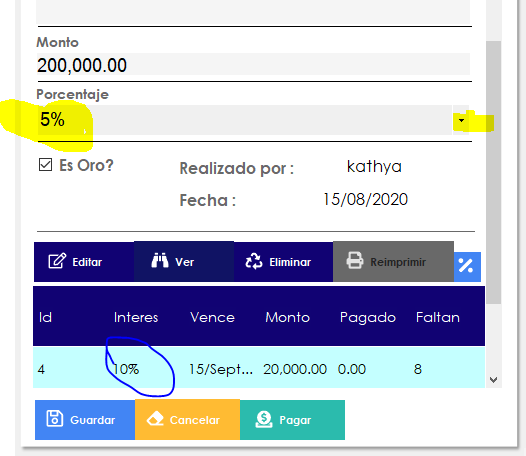 Monto
200,000.00
Porcentaje
5%
Es Oro?
Realizado por : kathya
Fecha : 15/08/2020
Editar Ver Eliminar Reimprimir %
Id Interes Vence Monto Pagado Faltan
4 10% 15/Sept... 20,000.00 0.00 8
Guardar Cancelar Pagar